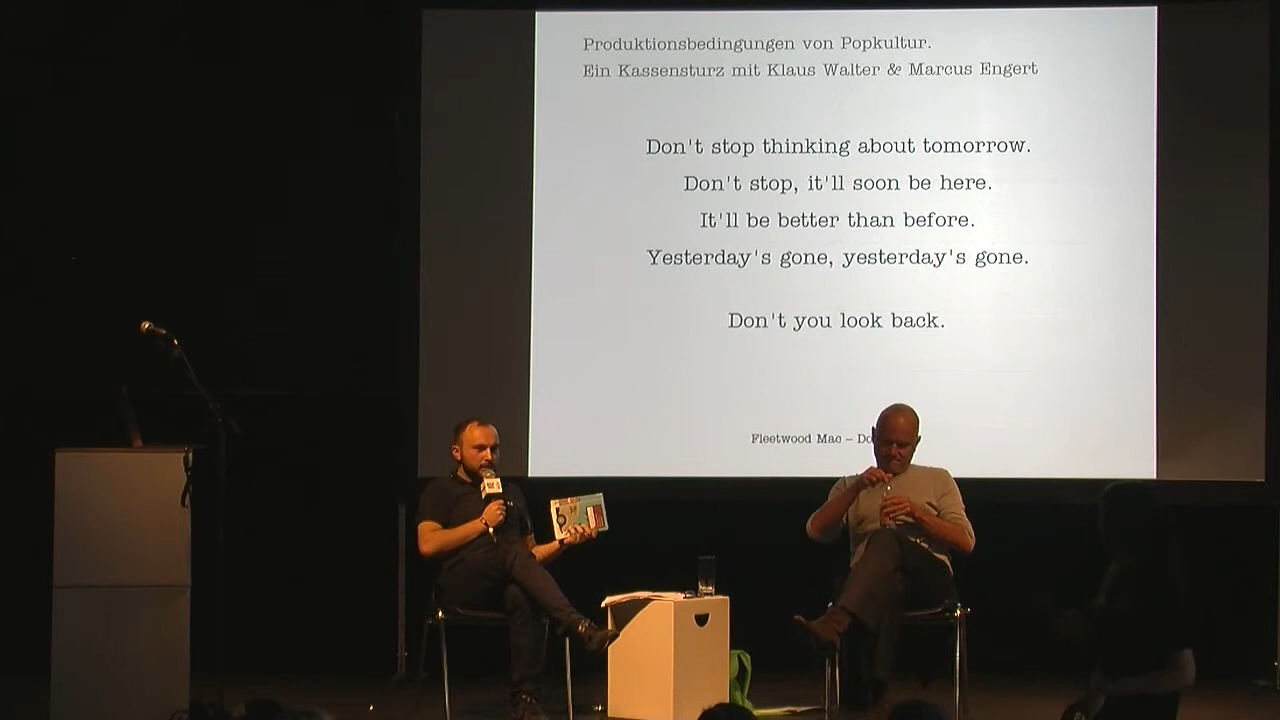 Produktionsbedingungen von Popkultur.
Ein Kassensturz mit Klaus Walter & Marcus Engert
Don't stop thinking about tomorrow.
Don't stop, it'll soon be here.
It'll be better than before.
Yesterday's gone, yesterday's gone.
Don't you look back.
Fleetwood Mac –